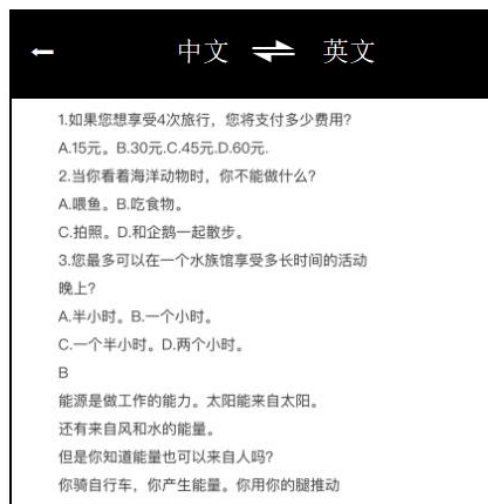 中文 ⇌ 英文
1.如果您想享受4次旅行，您将支付多少费用?
A.15元。B.30元.C.45元.D.60元.
2.当你看着海洋动物时，你不能做什么?
A.喂鱼。B.吃食物。
C.拍照。D.和企鹅一起散步。
3.您最多可以在一个水族馆享受多长时间的活动
晚上?
A.半小时。B.一个小时。
C.一个半小时。D.两个小时。
B
能源是做工作的能力。太阳能来自太阳。
还有来自风和水的能量。
但是你知道能量也可以来自人吗?
你骑自行车，你产生能量。你用你的腿推动